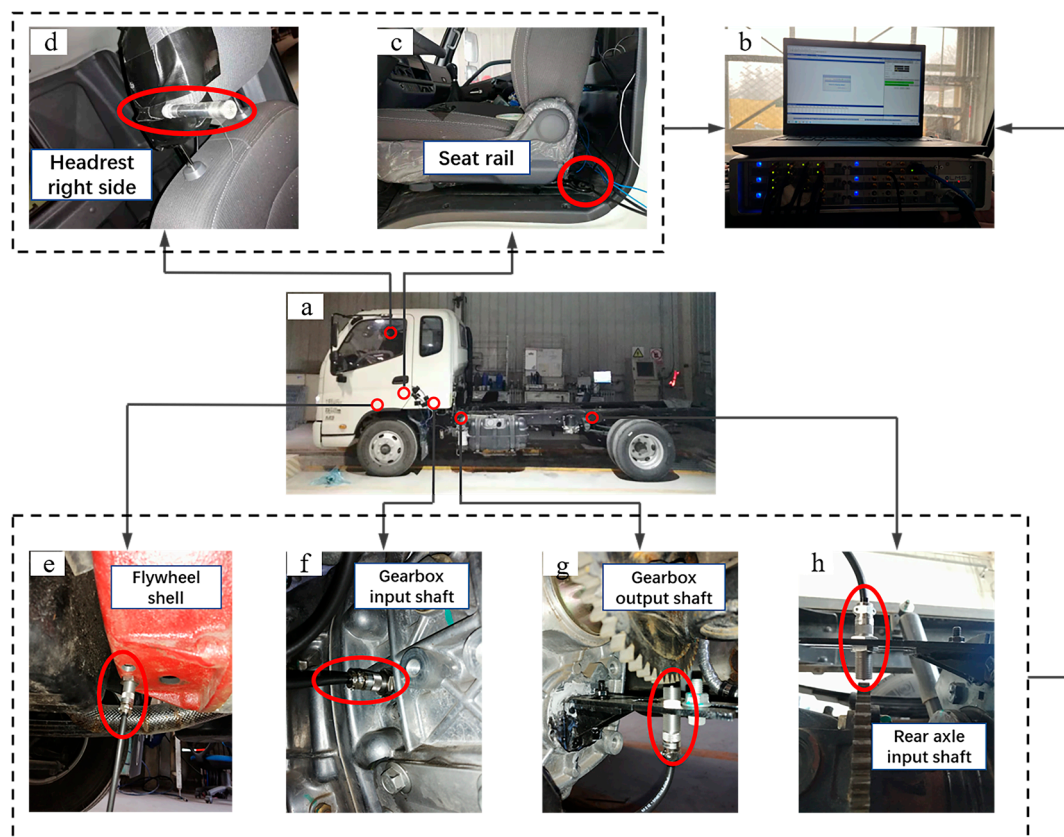 d
c
b
Headrest
right side
Seat rail
a
e
f
g
h
Flywheel
shell
Gearbox
input shaft
Gearbox
output shaft
Rear axle
input shaft